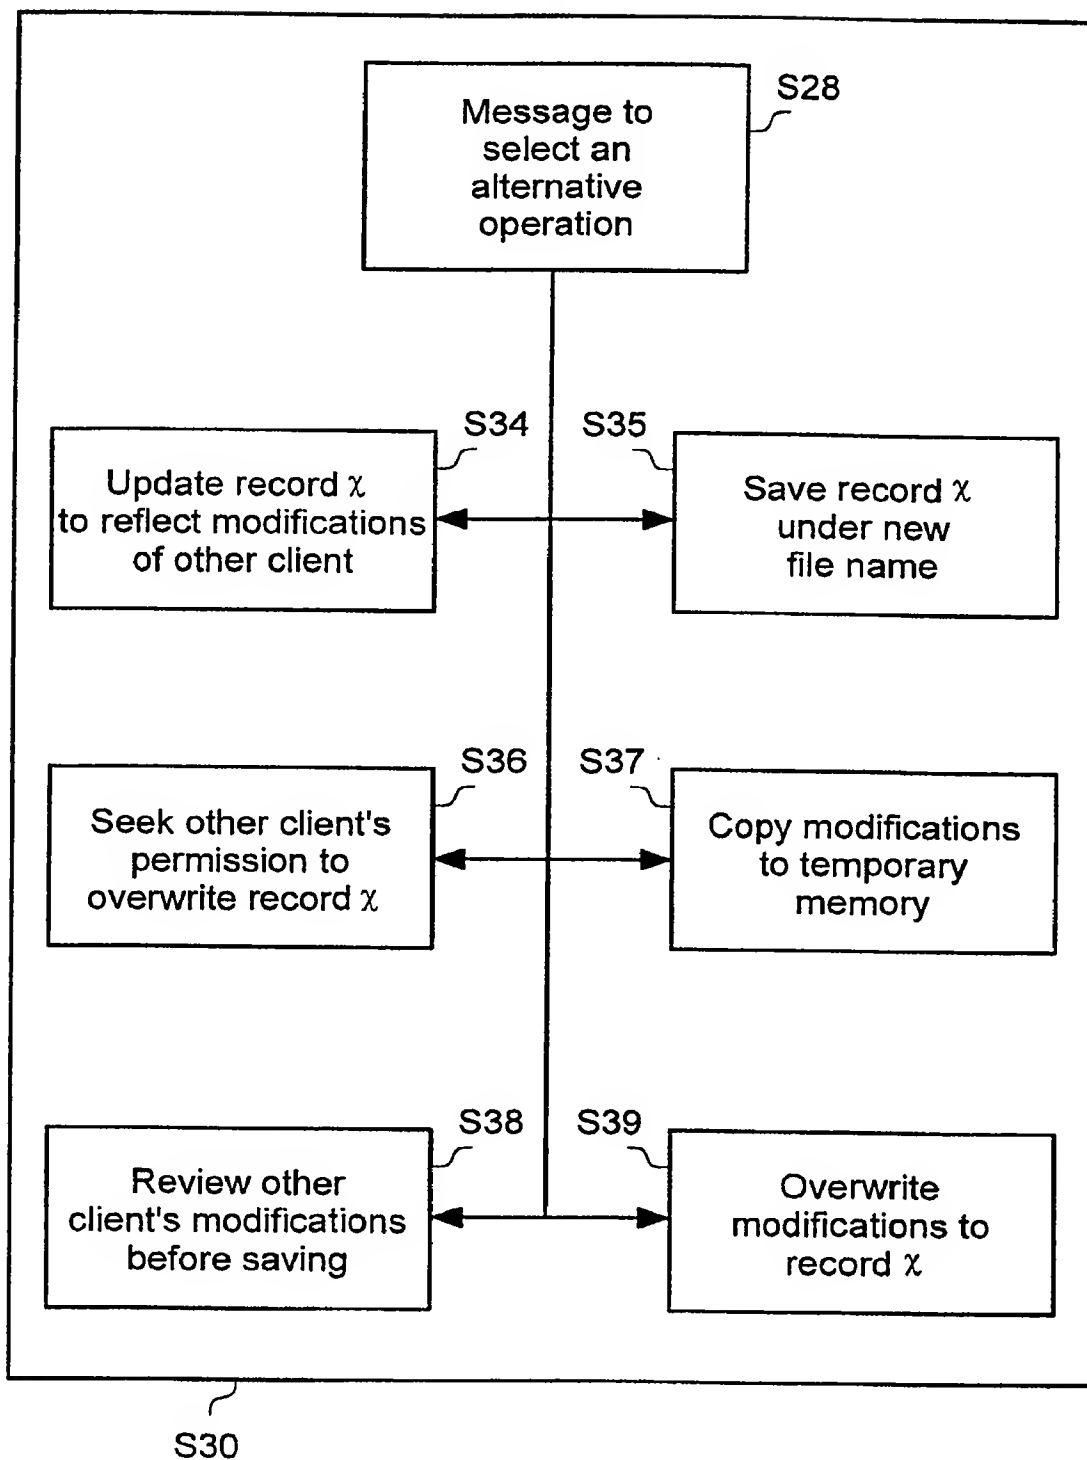 S28
Message to
select an
alternative
operation
S34
Update record χ
to reflect modifications
of other client
S35
Save record χ
under new
file name
S36
Seek other client's
permission to
overwrite record χ
S37
Copy modifications
to temporary
memory
S38
Review other
client's modifications
before saving
S39
Overwrite
modifications to
record χ
S30